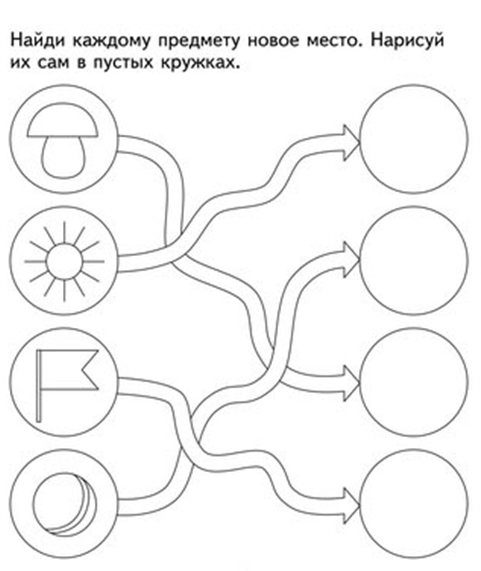 Найди каждому предмету новое место. Нарисуй
их сам в пустых кружках.